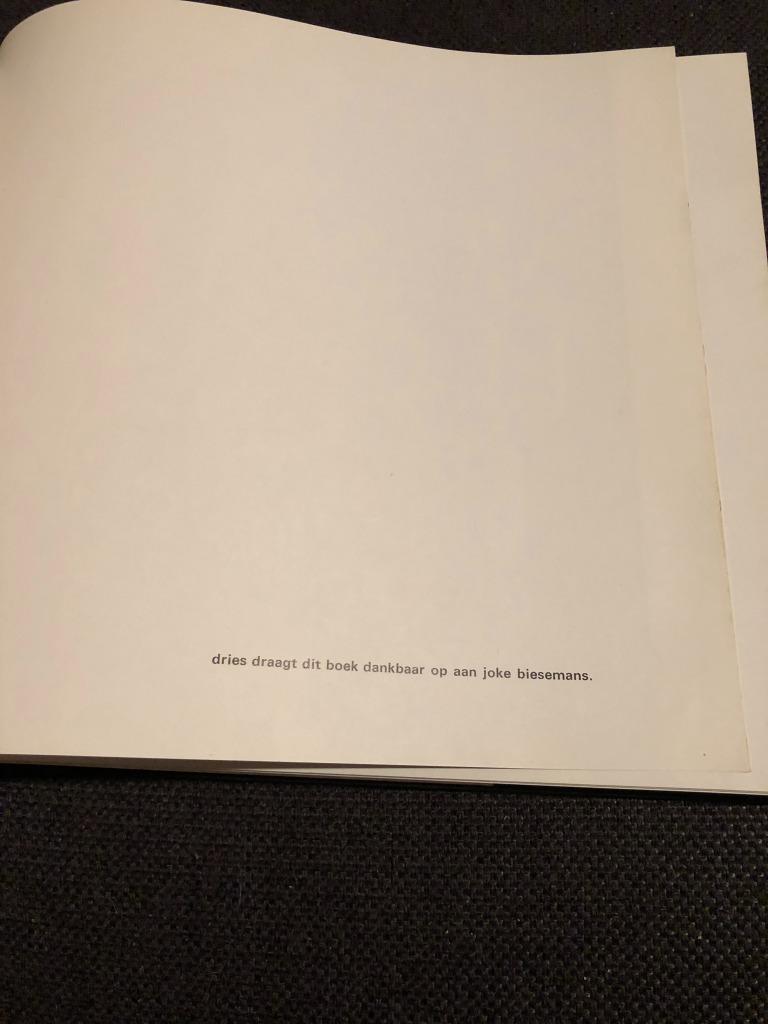 dries draagt dit boek dankbaar op aan joke biesemans.